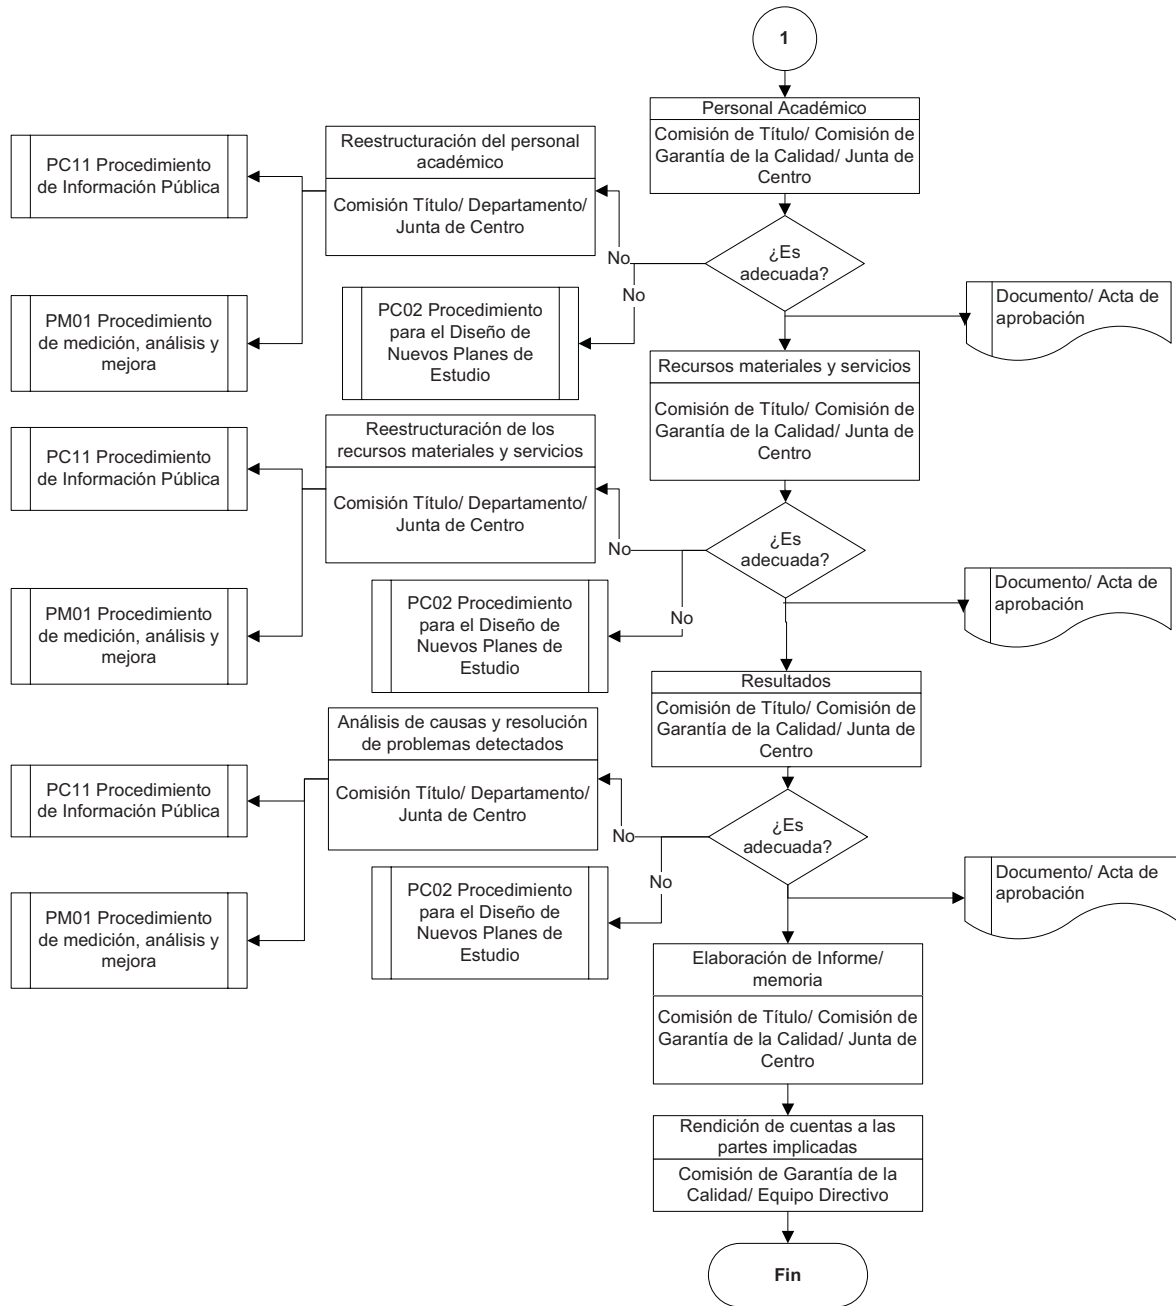 1
Personal Académico
Comisión de Título/ Comisión de
Garantía de la Calidad/ Junta de
Centro
Reestructuración del personal
académico
Comisión Título/ Departamento/
Junta de Centro
PC11 Procedimiento
de Información Pública
¿Es
adecuada?
No
No
PC02 Procedimiento
para el Diseño de
Nuevos Planes de
Estudio
PM01 Procedimiento
de medición, análisis y
mejora
Documento/ Acta de
aprobación
Recursos materiales y servicios
Comisión de Título/ Comisión de
Garantía de la Calidad/ Junta de
Centro
Reestructuración de los
recursos materiales y servicios
Comisión Título/ Departamento/
Junta de Centro
PC11 Procedimiento
de Información Pública
¿Es
adecuada?
No
No
PC02 Procedimiento
para el Diseño de
Nuevos Planes de
Estudio
PM01 Procedimiento
de medición, análisis y
mejora
Documento/ Acta de
aprobación
Resultados
Comisión de Título/ Comisión de
Garantía de la Calidad/ Junta de
Centro
Análisis de causas y resolución
de problemas detectados
Comisión Título/ Departamento/
Junta de Centro
PC11 Procedimiento
de Información Pública
¿Es
adecuada?
No
No
PC02 Procedimiento
para el Diseño de
Nuevos Planes de
Estudio
PM01 Procedimiento
de medición, análisis y
mejora
Documento/ Acta de
aprobación
Elaboración de Informe/
memoria
Comisión de Título/ Comisión de
Garantía de la Calidad/ Junta de
Centro
Rendición de cuentas a las
partes implicadas
Comisión de Garantía de la
Calidad/ Equipo Directivo
Fin